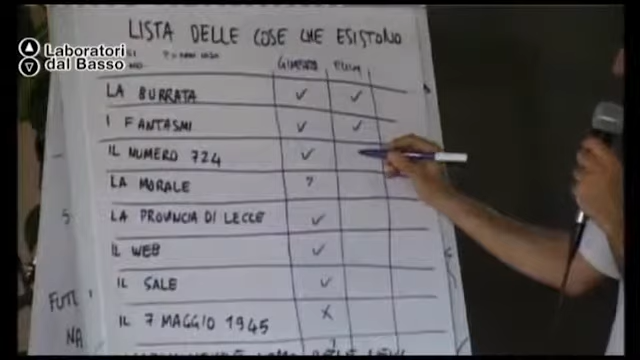 Laboratori
dal Basso
LISTA DELLE COSE CHE ESISTONO
LA BURRATA ✓ ✓
I FANTASMI ✓ ✓
IL NUMERO 724 ✓
LA MORALE ?
LA PROVINCIA DI LECCE ✓
IL WEB ✓
IL SALE ✓
IL 7 MAGGIO 1945 X